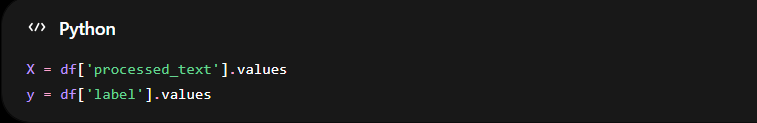 </> Python
X = df['processed_text'].values
y = df['label'].values